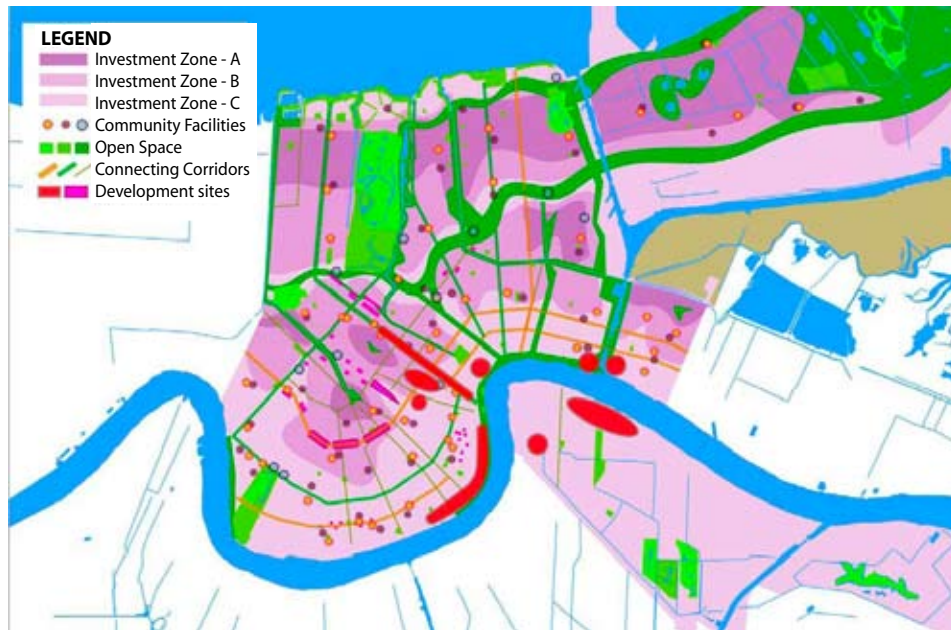 LEGEND
Investment Zone - A
Investment Zone - B
Investment Zone - C
Community Facilities
Open Space
Connecting Corridors
Development sites